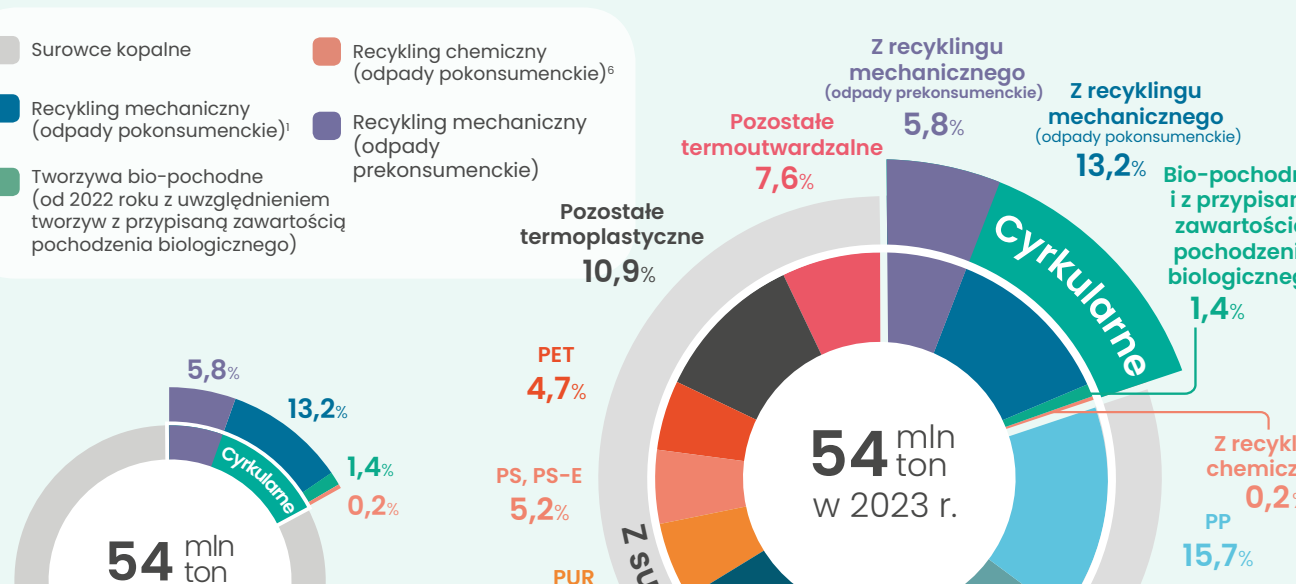 Surowce kopalne
Recykling mechaniczny
(odpady pokonsumenckie)¹
Tworzywa bio-pochodne
(od 2022 roku z uwzględnieniem
tworzyw z przypisaną zawartością
pochodzenia biologicznego)
Recykling chemiczny
(odpady pokonsumenckie)⁶
Recykling mechaniczny
(odpady
prekonsumenckie)
5,8%
13,2%
1,4%
0,2%
Cyrkularne
54 mln
ton
Z recyklingu
mechanicznego
(odpady prekonsumenckie)
5,8%
Z recyklingu
mechanicznego
(odpady pokonsumenckie)
13,2%
Pozostałe
termoutwardzalne
7,6%
Pozostałe
termoplastyczne
10,9%
PET
4,7%
PS, PS-E
5,2%
PUR
Cyrkularne
i z
1,4%
Z
0,2%
PP
15,7%
54 mln
ton
w 2023 r.
Z